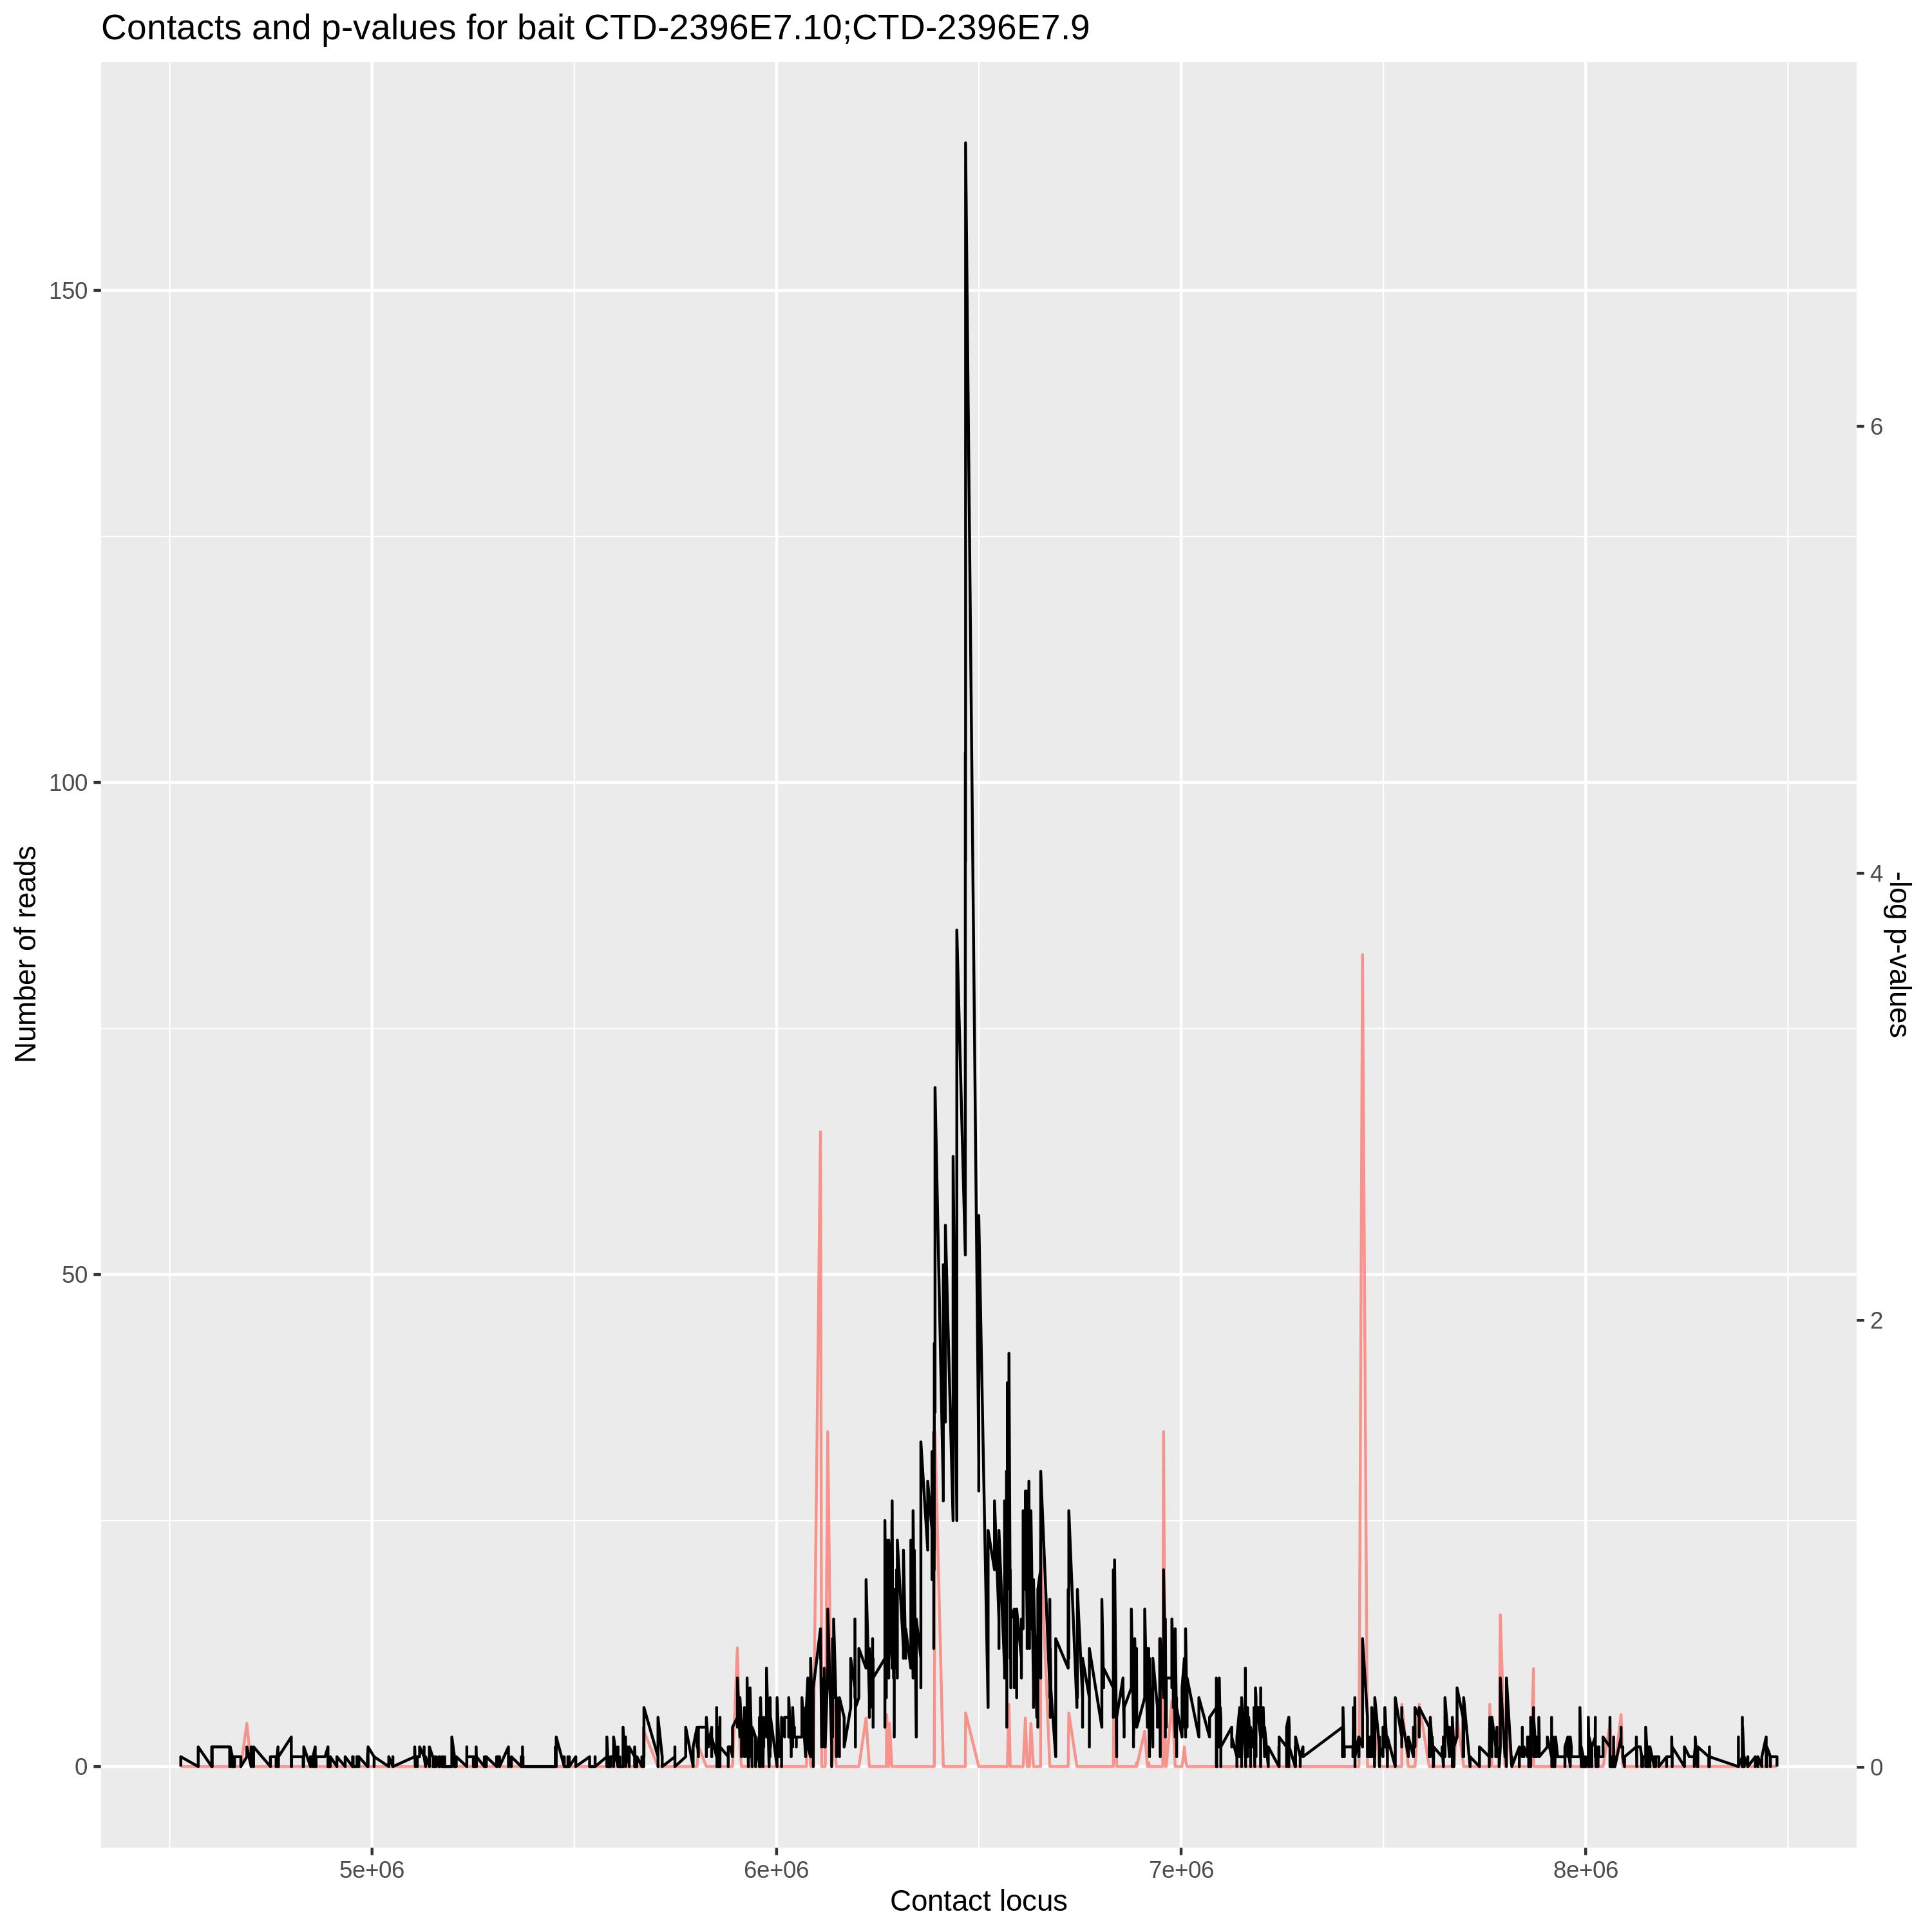 Contacts and p-values for bait CTD-2396E7.10;CTD-2396E7.9
150
100
50
0
Number of reads
6
4
2
0
-log p-values
5e+06
6e+06
7e+06
8e+06
Contact locus